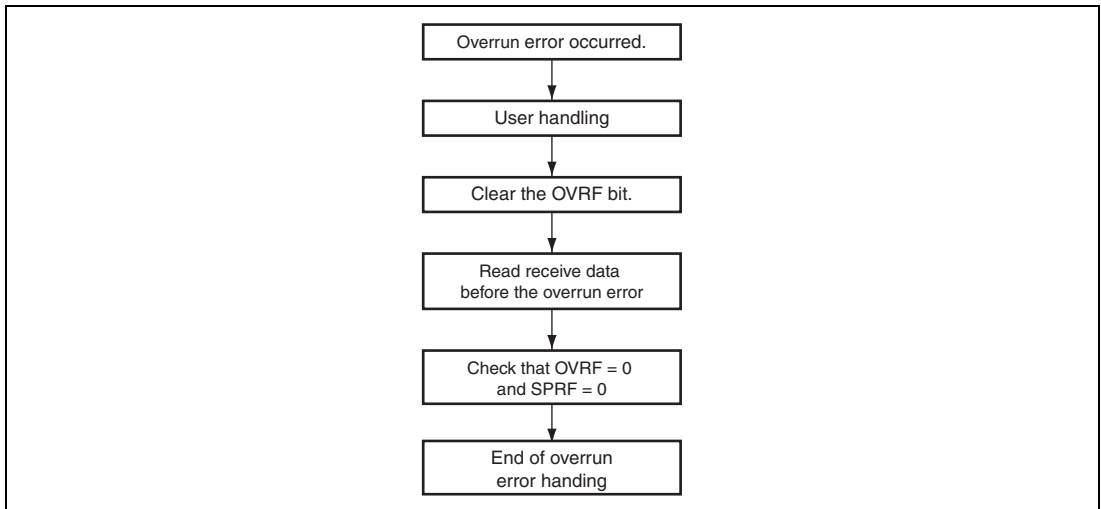 Overrun error occurred.
User handling
Clear the OVRF bit.
Read receive data
before the overrun error
Check that OVRF = 0
and SPRF = 0
End of overrun
error handing